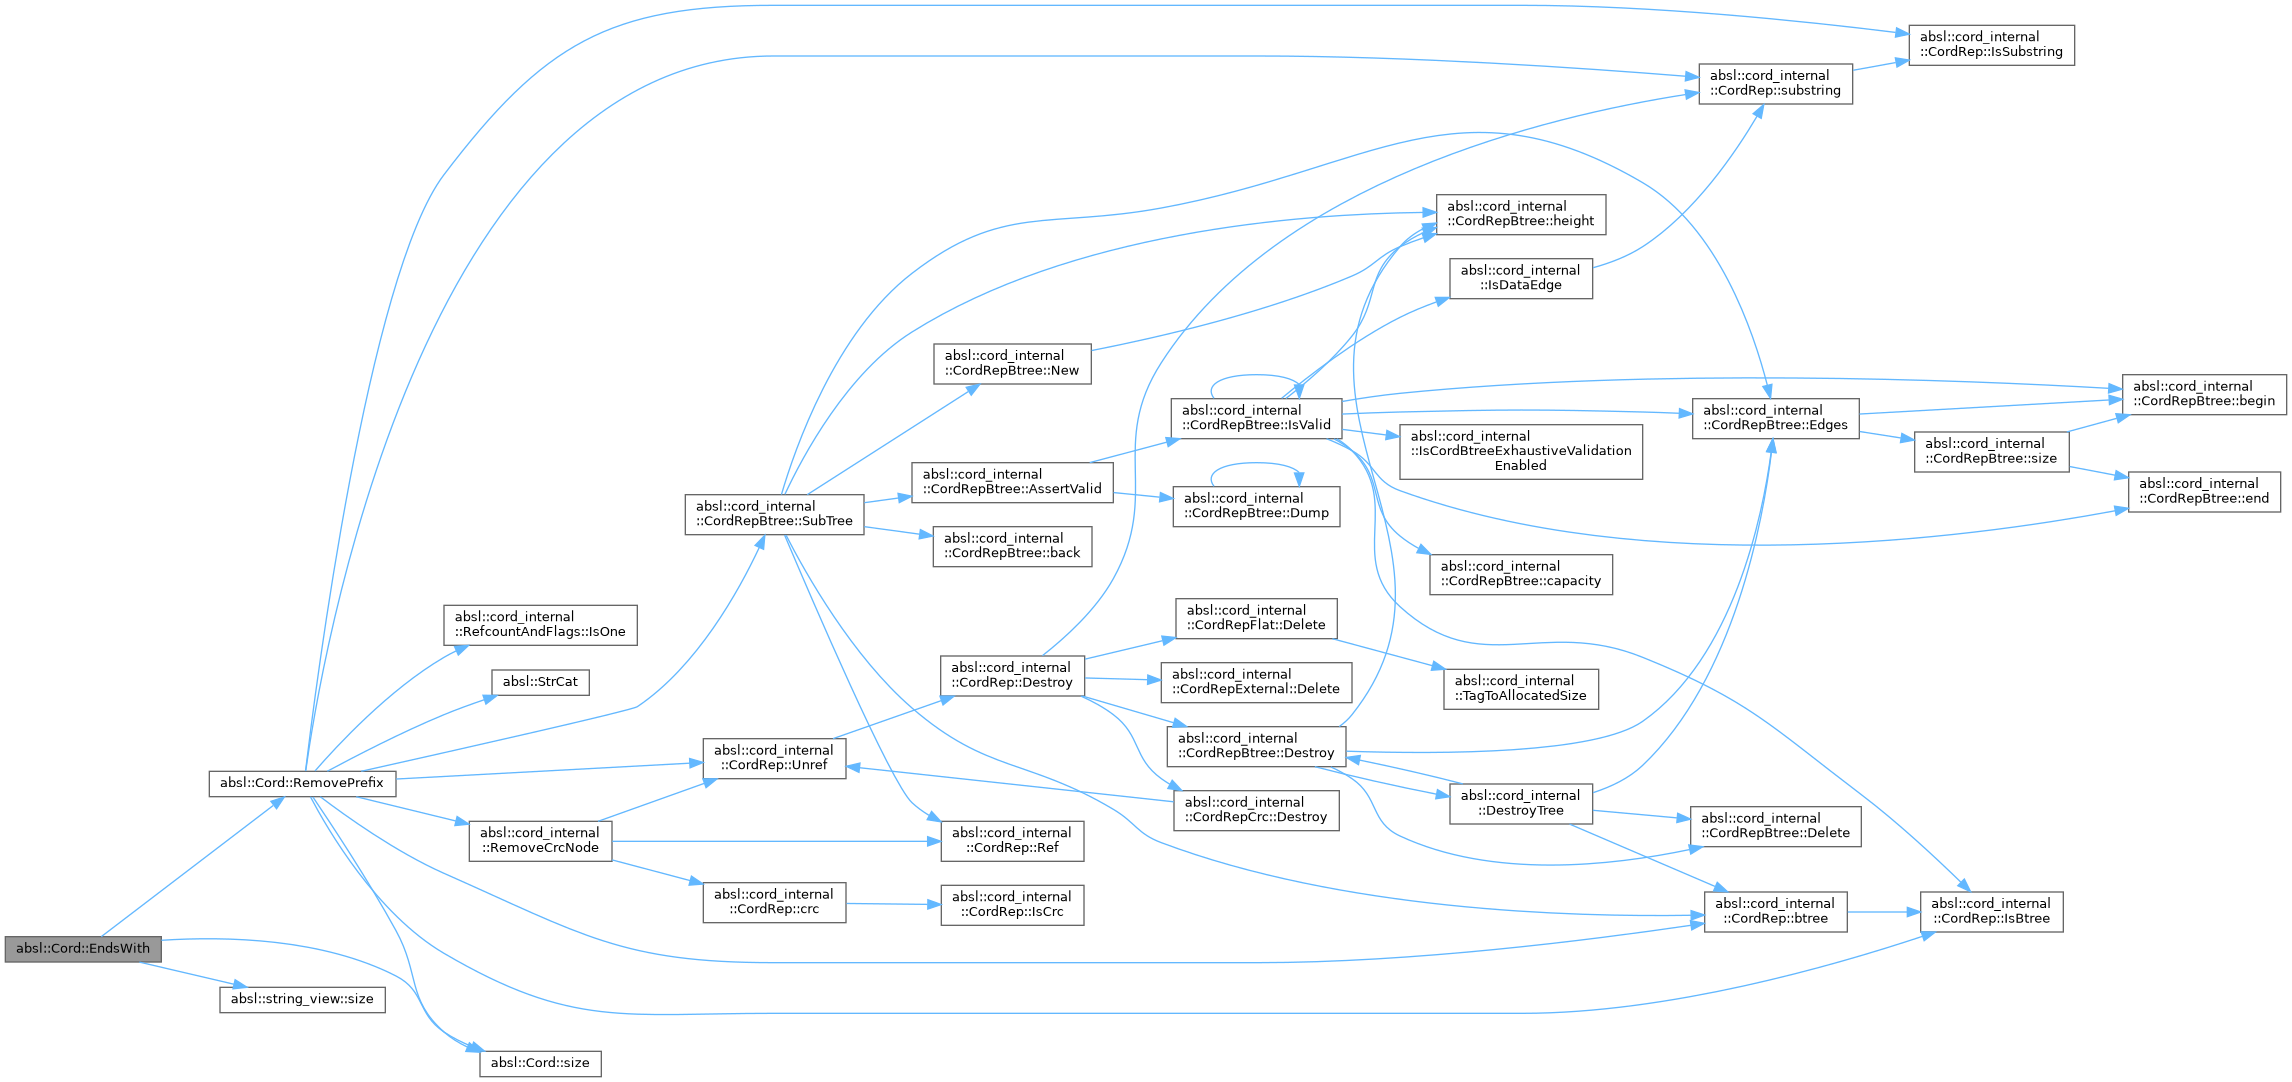 absl::cord_internal
::CordRep::IsSubstring
absl::cord_internal
::CordRep::substring
absl::cord_internal
::CordRepBtree::height
absl::cord_internal
::IsDataEdge
absl::cord_internal
::CordRepBtree::New
absl::cord_internal
::CordRepBtree::begin
absl::cord_internal
::CordRepBtree::IsValid
absl::cord_internal
::CordRepBtree::Edges
absl::cord_internal
::IsCordBtreeExhaustiveValidation
Enabled
absl::cord_internal
::CordRepBtree::size
absl::cord_internal
::CordRepBtree::AssertValid
absl::cord_internal
::CordRepBtree::end
absl::cord_internal
::CordRepBtree::Dump
absl::cord_internal
::CordRepBtree::SubTree
absl::cord_internal
::CordRepBtree::back
absl::cord_internal
::CordRepBtree::capacity
absl::cord_internal
::RefcountAndFlags::IsOne
absl::cord_internal
::CordRepFlat::Delete
absl::StrCat
absl::cord_internal
::CordRep::Destroy
absl::cord_internal
::CordRepExternal::Delete
absl::cord_internal
::TagToAllocatedSize
absl::cord_internal
::CordRep::Unref
absl::cord_internal
::CordRepBtree::Destroy
absl::Cord::RemovePrefix
absl::cord_internal
::CordRepCrc::Destroy
absl::cord_internal
::DestroyTree
absl::cord_internal
::CordRepBtree::Delete
absl::cord_internal
::RemoveCrcNode
absl::cord_internal
::CordRep::Ref
absl::cord_internal
::CordRep::crc
absl::cord_internal
::CordRep::IsCrc
absl::cord_internal
::CordRep::btree
absl::cord_internal
::CordRep::IsBtree
absl::Cord::EndsWith
absl::string_view::size
absl::Cord::size